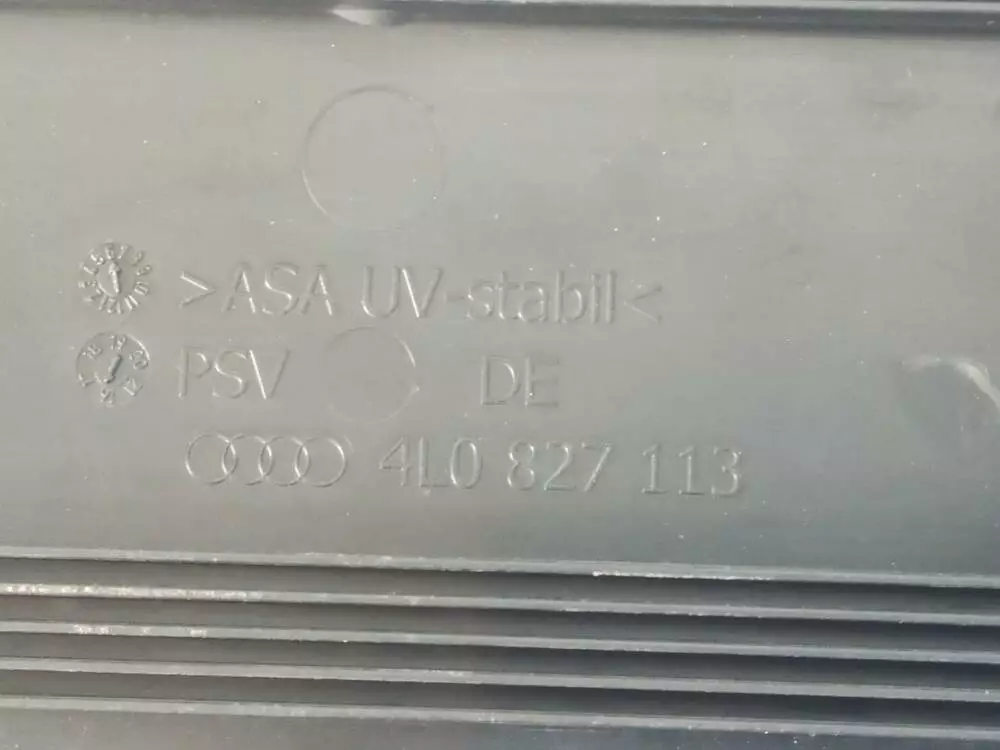 >ASA UV-stabil<
PSV DE
4L0 827 113